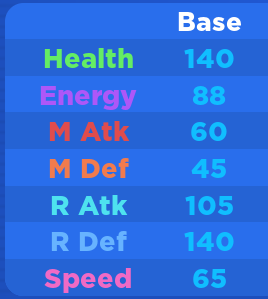 Base
Health 140
Energy 88
M Atk 60
M Def 45
R Atk 105
R Def 140
Speed 65